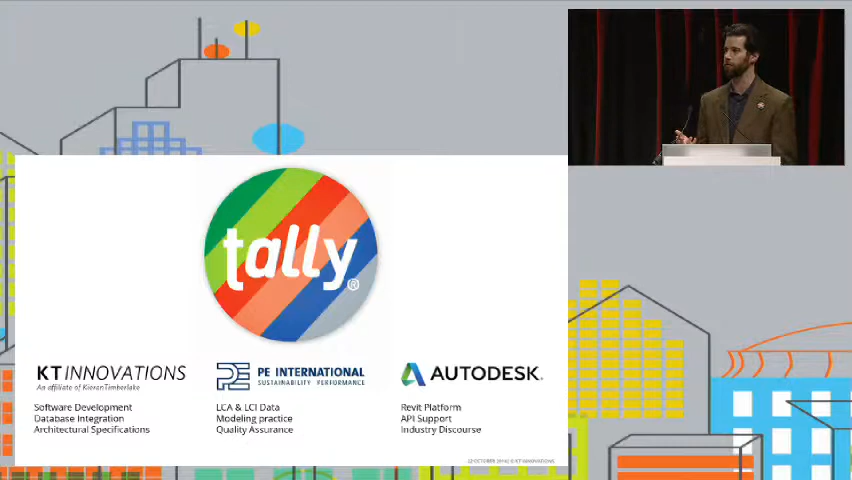 tally®
KT INNOVATIONS
An affiliate of KieranTimberlake
Software Development
Database Integration
Architectural Specifications
PE INTERNATIONAL
SUSTAINABILITY PERFORMANCE
LCA & LCI Data
Modeling practice
Quality Assurance
AUTODESK.
Revit Platform
API Support
Industry Discourse